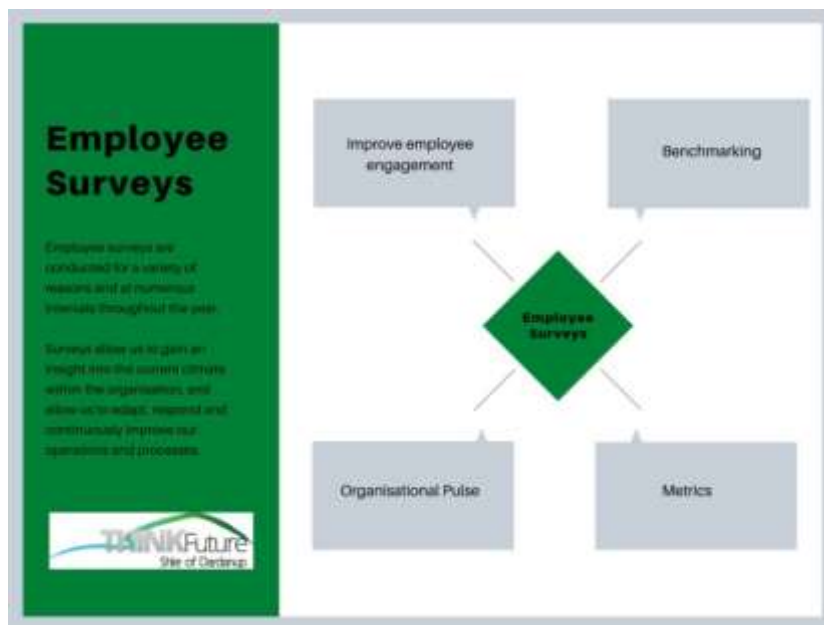 Employee
Surveys
Employee surveys are
conducted for a variety of
reasons and at numerous
intervals throughout the year.
Surveys allow us to gain an
insight into the current climate
within the organisation, and
allow us to adapt, respond and
continuously improve our
operations and processes.
THINKFuture
Shire of Dardanup
Improve employee
engagement
Benchmarking
Employee
Surveys
Organisational Pulse
Metrics